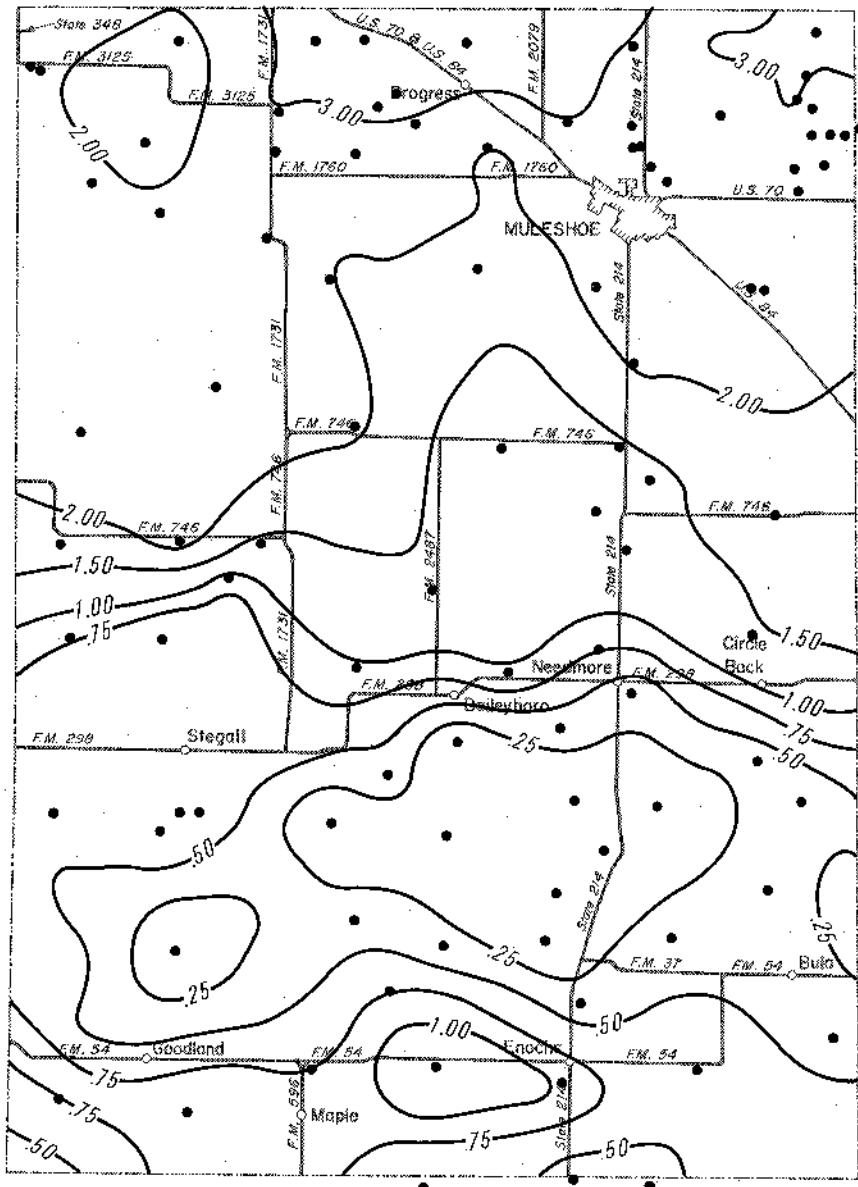 State 348
F.M. 1731
U.S. 70 & U.S. 84
F.M. 2079
State 214
3.00
F.M. 3125
F.M. 3125
Progress
3.00
2.00
F.M. 1760
F.M. 1760
U.S. 70
MULESHOE
State 214
U.S. 84
F.M. 1731
2.00
F.M. 746
F.M. 746
F.M. 746
2.00
F.M. 746
F.M. 746
1.50
F.M. 2487
State 214
1.00
.75
F.M. 1731
1.50
Circle
Back
Needmore
F.M. 298
F.M. 298
Baileyboro
1.00
.75
F.M. 298
Stegall
.25
.50
.50
State 214
.25
.25
.25
F.M. 37
F.M. 54
Bula
.50
1.00
F.M. 54
Goodland
F.M. 54
Enochs
F.M. 54
.75
.75
F.M. 596
Maple
State 214
.75
.50
.50